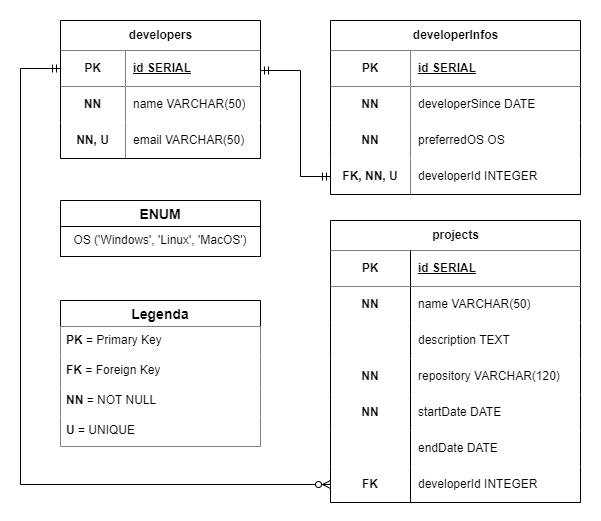 developers
PK id SERIAL
NN name VARCHAR(50)
NN, U email VARCHAR(50)
developerInfos
PK id SERIAL
NN developerSince DATE
NN preferredOS OS
FK, NN, U developerId INTEGER
ENUM
OS ('Windows', 'Linux', 'MacOS')
Legenda
PK = Primary Key
FK = Foreign Key
NN = NOT NULL
U = UNIQUE
projects
PK id SERIAL
NN name VARCHAR(50)
description TEXT
NN repository VARCHAR(120)
NN startDate DATE
endDate DATE
FK developerId INTEGER